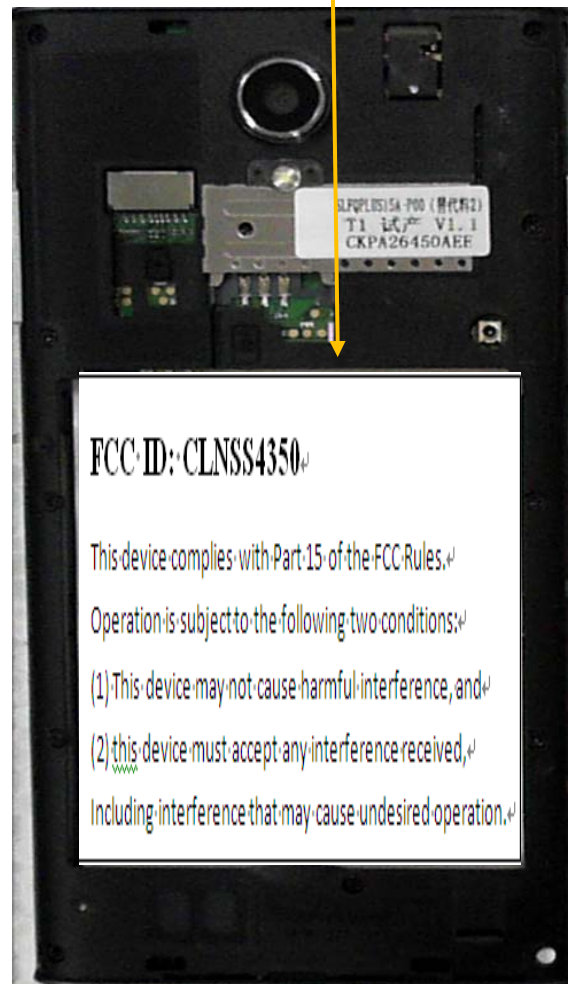 SLFQPLUS)SA-P00 (替代料2)
T1 试产 V1.1
CKPA26450AEE
FCC ID: CLNSS4350
This device complies with Part 15 of the FCC Rules.
Operation is subject to the following two conditions:
(1) This device may not cause harmful interference, and
(2) this device must accept any interference received,
Including interference that may cause undesired operation.